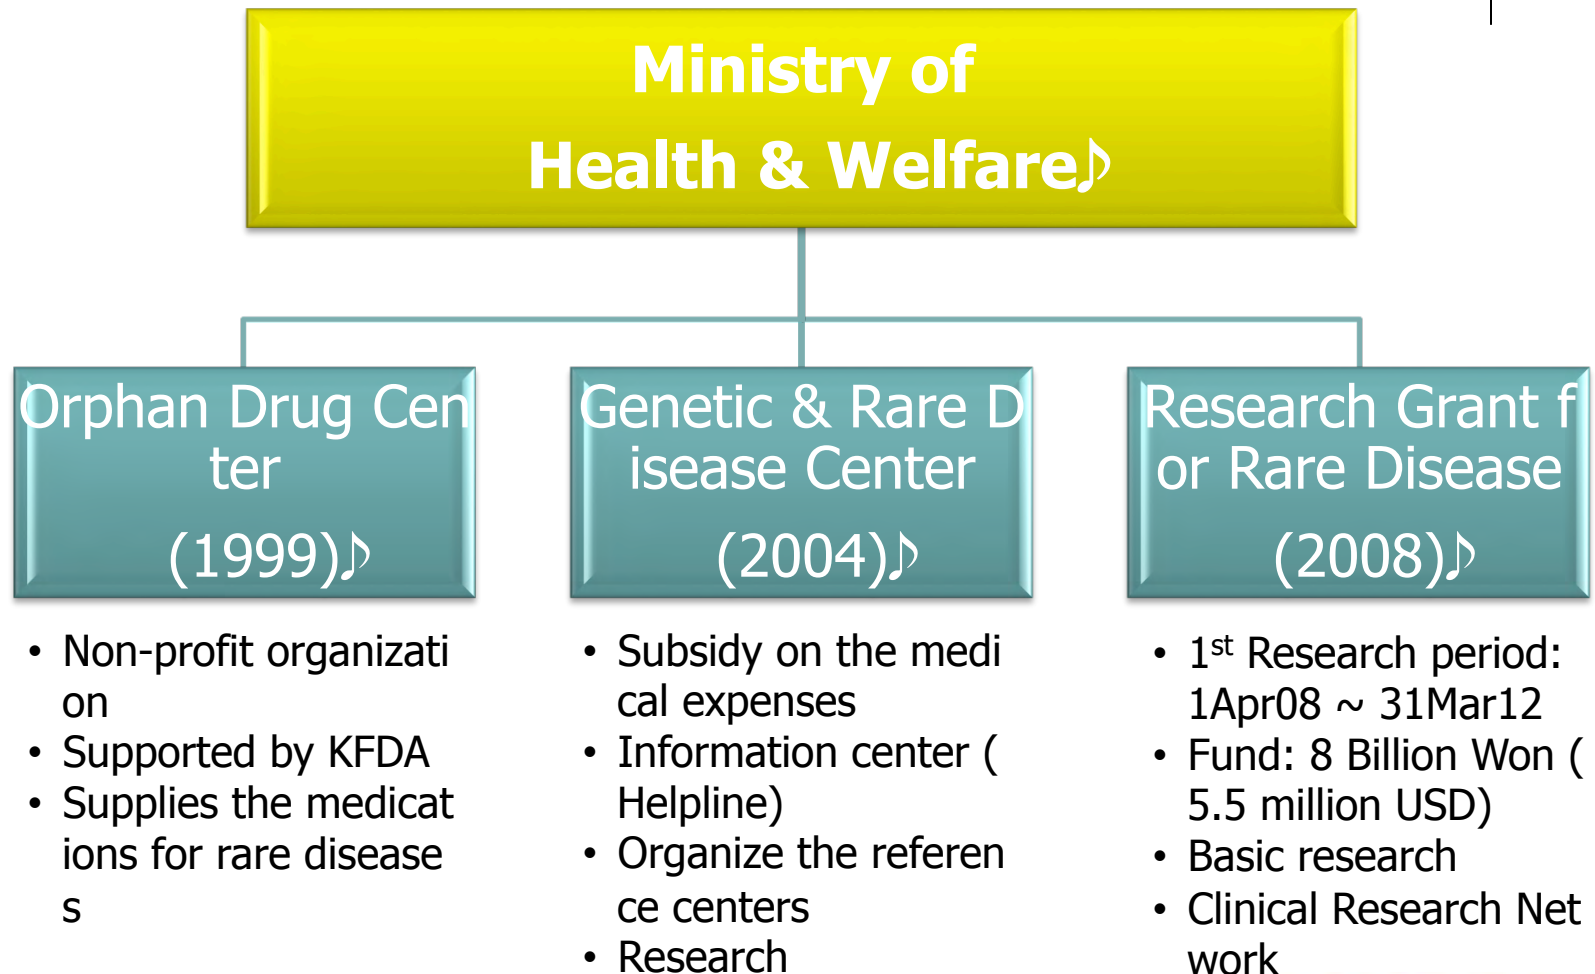 Ministry of
Health & Welfare♪
Orphan Drug Cen
ter
(1999)♪
Genetic & Rare D
isease Center
(2004)♪
Research Grant f
or Rare Disease
(2008)♪
• Non-profit organizati
on
• Supported by KFDA
• Supplies the medicat
ions for rare disease
s
• Subsidy on the medi
cal expenses
• Information center (
Helpline)
• Organize the referen
ce centers
• Research
• 1st Research period:
1Apr08 ~ 31Mar12
• Fund: 8 Billion Won (
5.5 million USD)
• Basic research
• Clinical Research Net
work